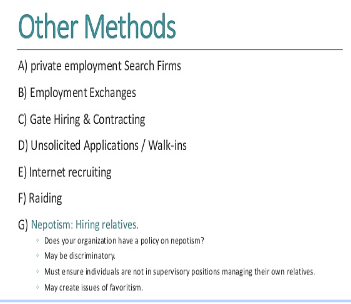 Other Methods
A) private employment Search Firms
B) Employment Exchanges
C) Gate Hiring & Contracting
D) Unsolicited Applications / Walk-ins
E) Internet recruiting
F) Raiding
G) Nepotism: Hiring relatives.
◦ Does your organization have a policy on nepotism?
◦ May be discriminatory.
◦ Must ensure individuals are not in supervisory positions managing their own relatives.
◦ May create issues of favoritism.